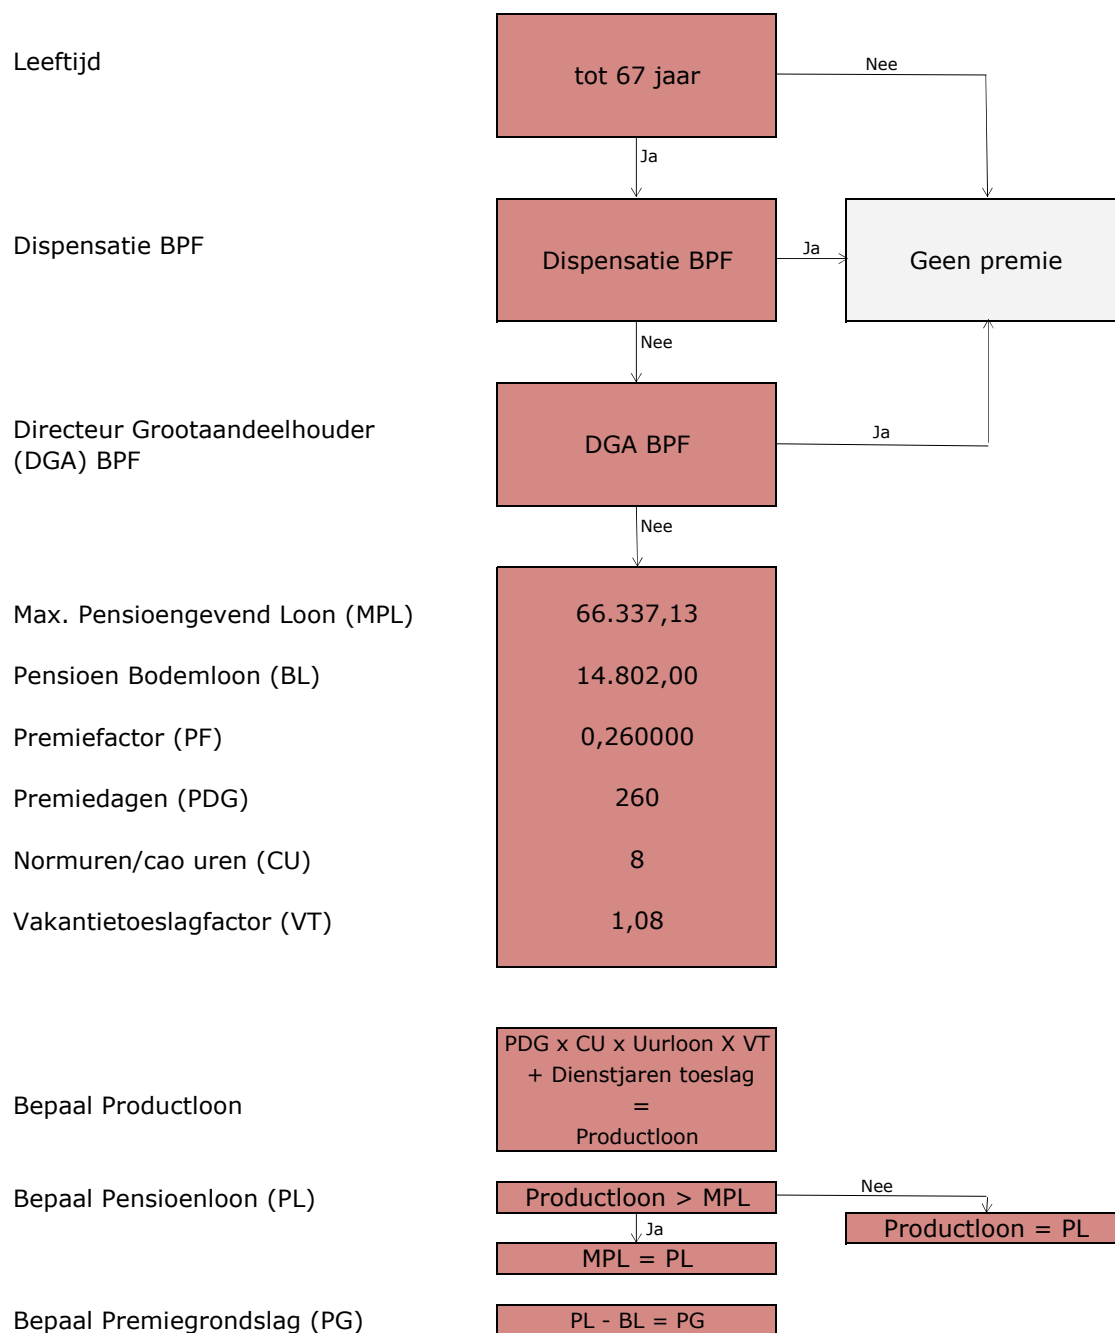 Leeftijd
tot 67 jaar
Nee
Ja
Dispensatie BPF
Dispensatie BPF
Ja
Geen premie
Nee
Directeur Grootaandeelhouder
(DGA) BPF
DGA BPF
Ja
Nee
Max. Pensioengevend Loon (MPL)
66.337,13
Pensioen Bodemloon (BL)
14.802,00
Premiefactor (PF)
0,260000
Premiedagen (PDG)
260
Normuren/cao uren (CU)
8
Vakantietoeslagfactor (VT)
1,08
Bepaal Productloon
PDG x CU x Uurloon X VT
+ Dienstjaren toeslag
=
Productloon
Bepaal Pensioenloon (PL)
Productloon > MPL
Nee
Ja
Productloon = PL
MPL = PL
Bepaal Premiegrondslag (PG)
PL - BL = PG